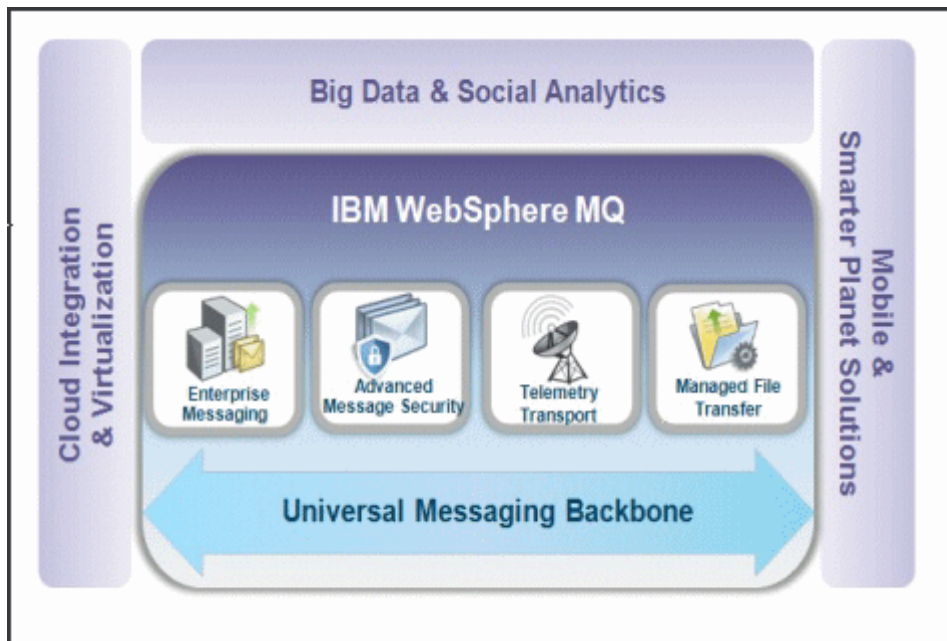 Big Data & Social Analytics
Cloud Integration
& Virtualization
IBM WebSphere MQ
Enterprise
Messaging
Advanced
Message Security
Telemetry
Transport
Managed File
Transfer
Universal Messaging Backbone
Mobile &
Smarter Planet Solutions